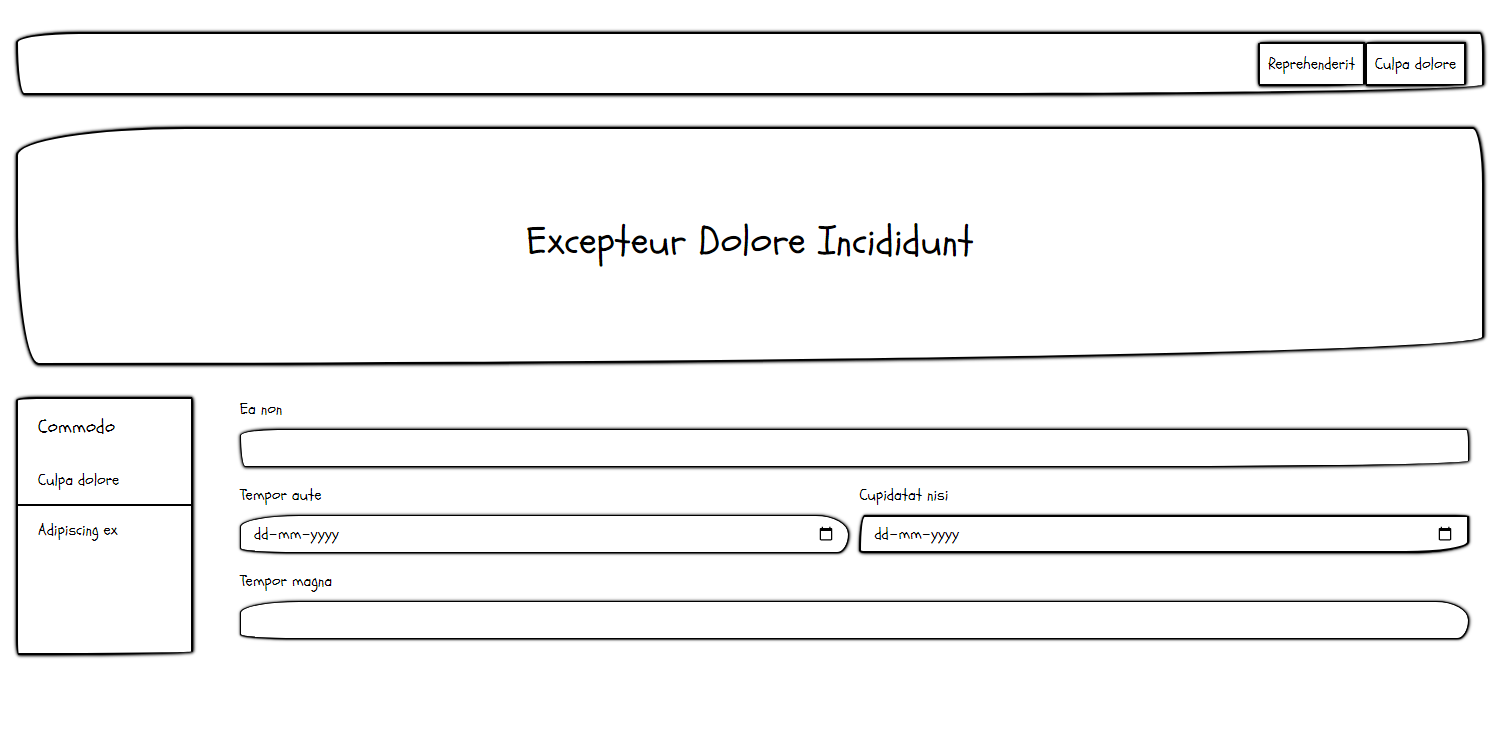 Reprehenderit Culpa dolore
Excepteur Dolore Incididunt
Commodo
Culpa dolore
Adipiscing ex
Ea non
Tempor aute
Cupidatat nisi
dd-mm-yyyy
dd-mm-yyyy
Tempor magna